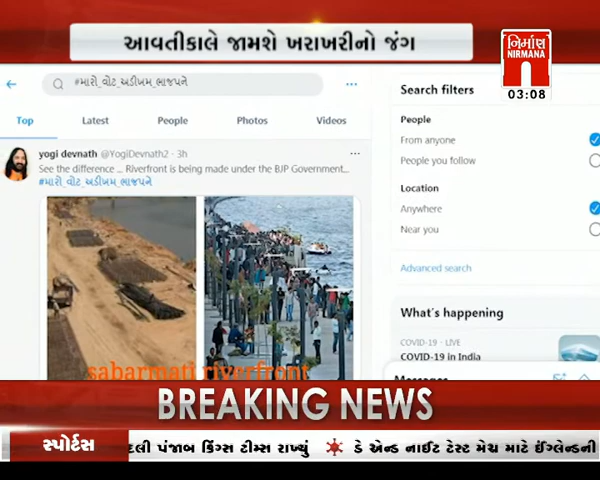 આવતીકાલે જામશે ખરાખરીનો જંગ
નિર્માણ
NIRMANA
03:08
#મારો_વોટ_અડીખમ_ભાજપને
Top Latest People Photos Videos
yogi devnath @YogiDevnath2 · 3h
See the difference ... Riverfront is being made under the BJP Government...
#મારો_વોટ_અડીખમ_ભાજપને
sabarmati riverfront
Search filters
People
From anyone
People you follow
Location
Anywhere
Near you
Advanced search
What's happening
COVID-19 · LIVE
COVID-19 in India
BREAKING NEWS
સ્પોર્ટસ
દલી પંજાબ કિંગ્સ ટીમ્સ રાખ્યું ડે એન્ડ નાઈટ ટેસ્ટ મેચ માટે ઈંગ્લેન્ડની